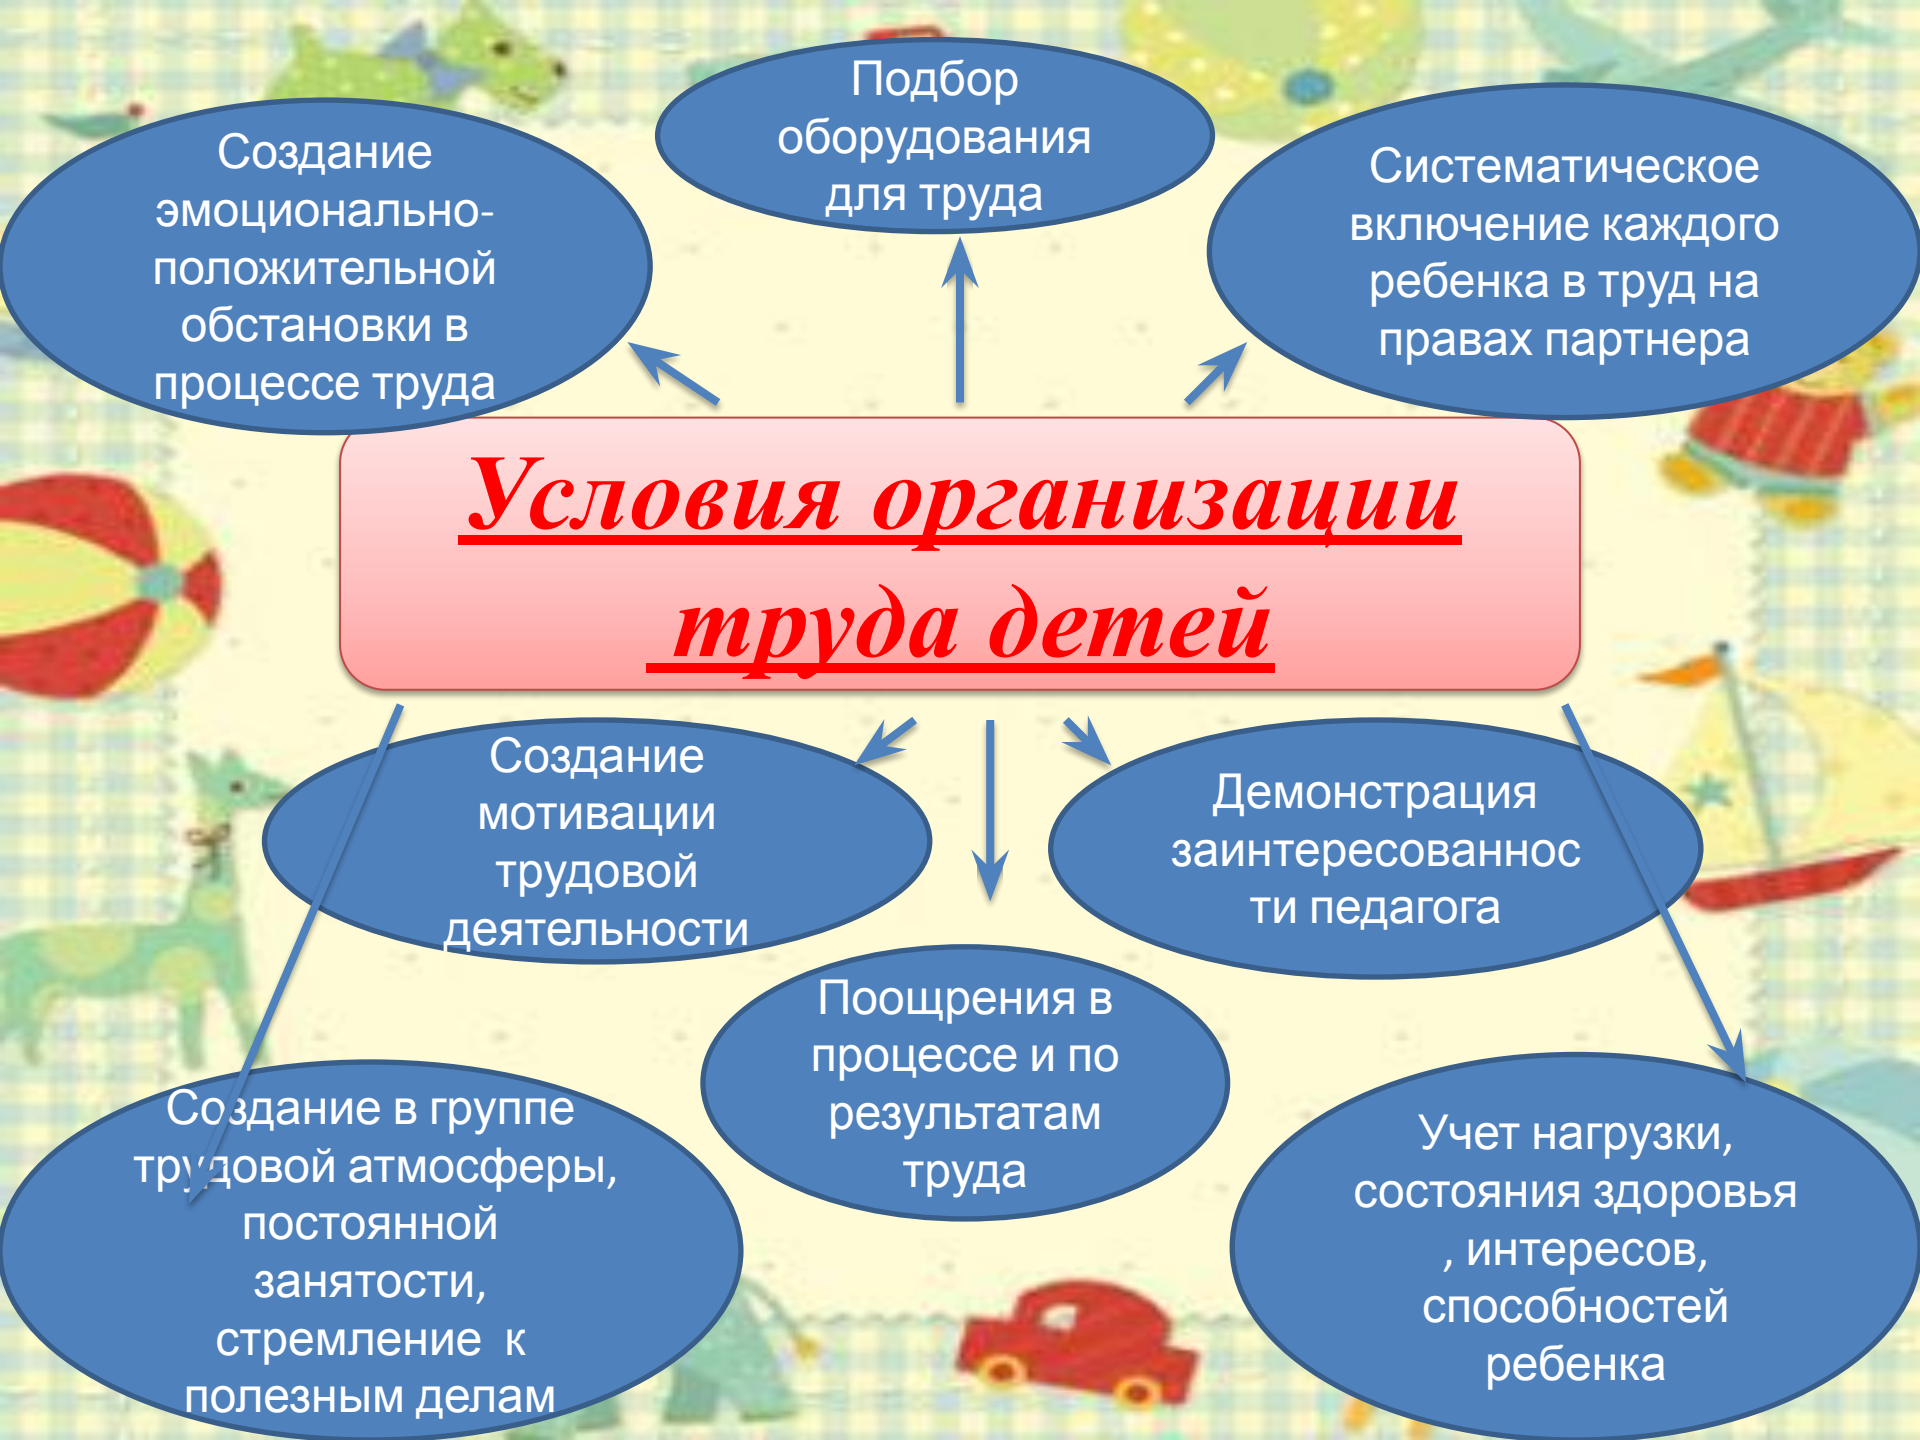 Подбор
оборудования
для труда
Создание
эмоционально-
положительной
обстановки в
процессе труда
Систематическое
включение каждого
ребенка в труд на
правах партнера
Условия организации
труда детей
Создание
мотивации
трудовой
деятельности
Демонстрация
заинтересованнос
ти педагога
Поощрения в
процессе и по
результатам
труда
Создание в группе
трудовой атмосферы,
постоянной
занятости,
стремление к
полезным делам
Учет нагрузки,
состояния здоровья
, интересов,
способностей
ребенка